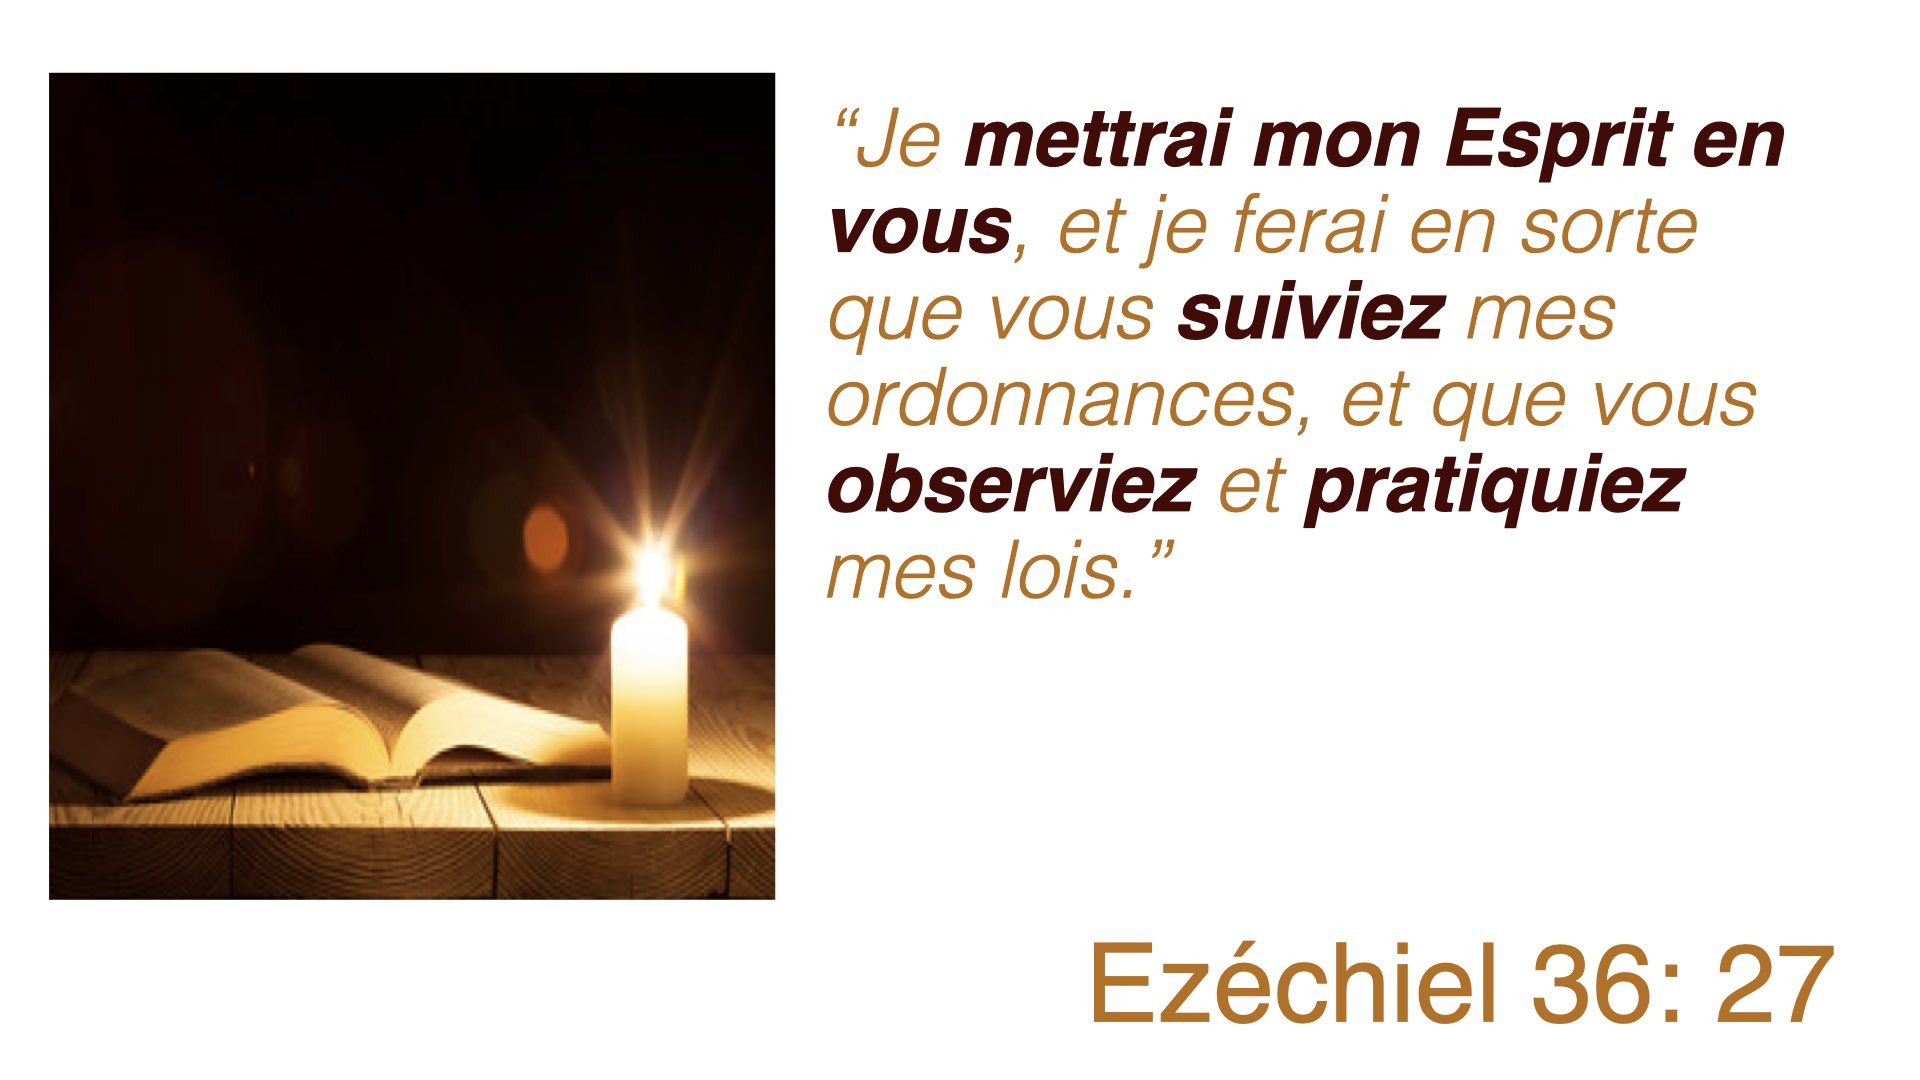 “Je mettrai mon Esprit en
vous, et je ferai en sorte
que vous suiviez mes
ordonnances, et que vous
observiez et pratiquiez
mes lois.”
Ezéchiel 36: 27